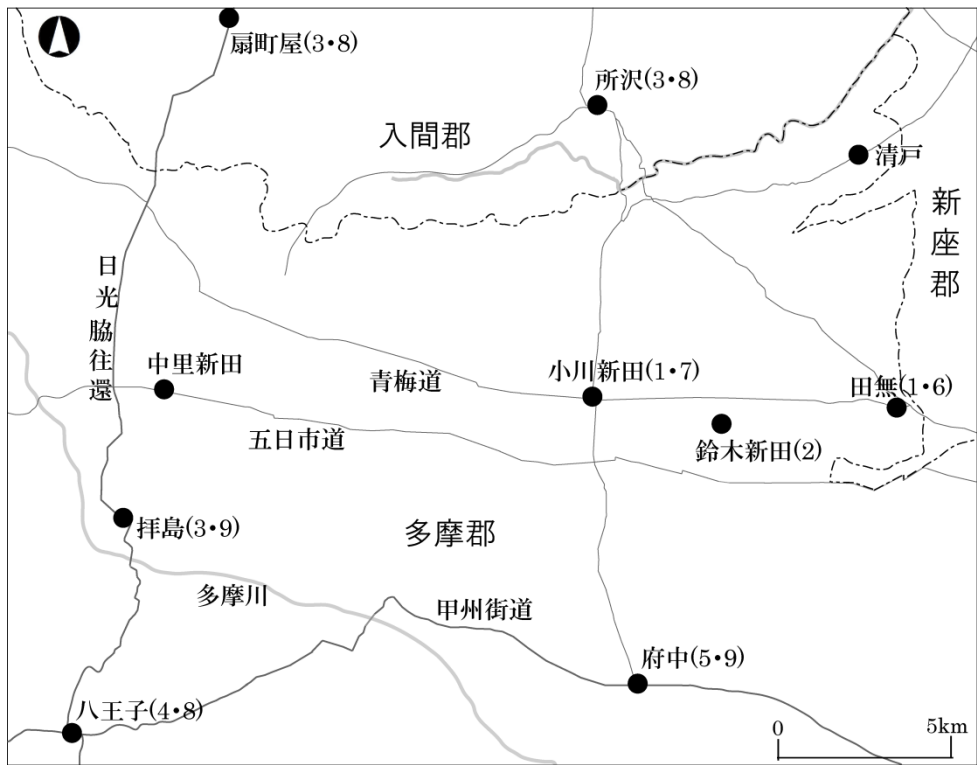 扇町屋(3・8)
所沢(3・8)
入間郡
清戸
新座郡
日光脇往還
中里新田
青梅道
小川新田(1・7)
田無(1・6)
五日市道
鈴木新田(2)
拝島(3・9)
多摩郡
多摩川
甲州街道
府中(5・9)
八王子(4・8)
0
5km